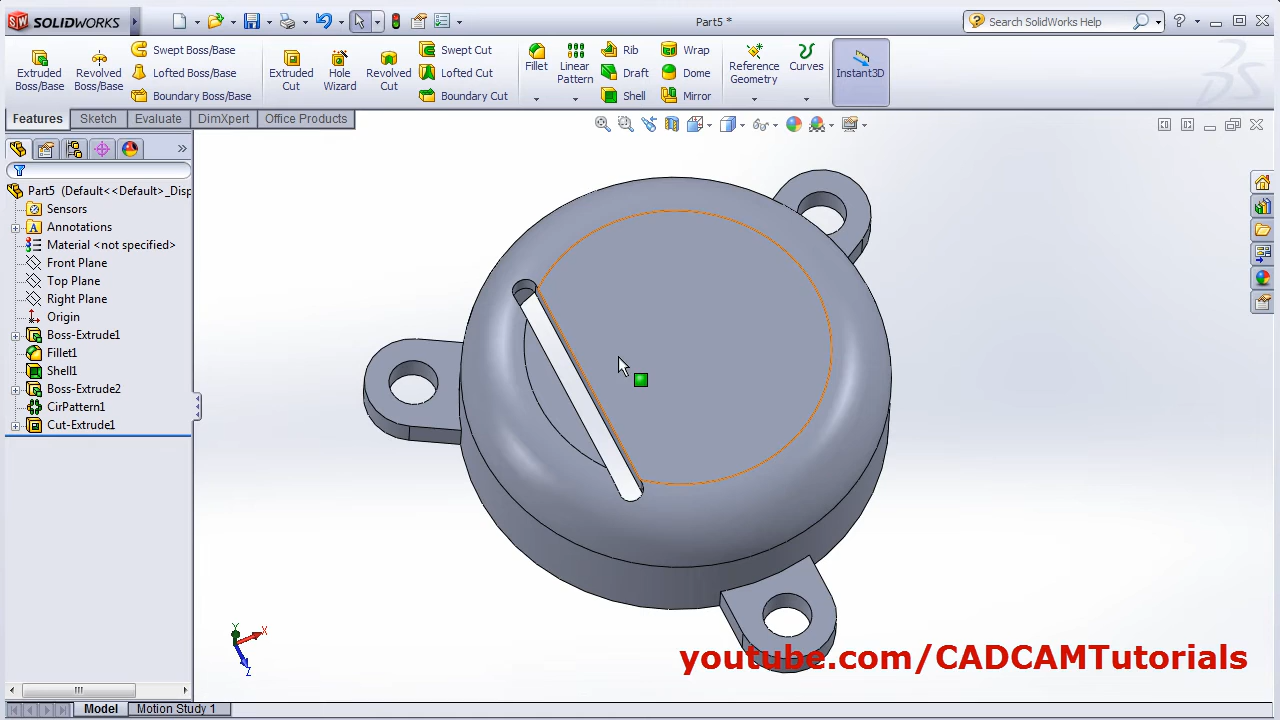 SOLIDWORKS
Part5 *
Search SolidWorks Help
Extruded Boss/Base
Revolved Boss/Base
Swept Boss/Base
Lofted Boss/Base
Boundary Boss/Base
Extruded Cut
Hole Wizard
Revolved Cut
Swept Cut
Lofted Cut
Boundary Cut
Fillet
Linear Pattern
Rib
Draft
Shell
Wrap
Dome
Mirror
Reference Geometry
Curves
Instant3D
Features Sketch Evaluate DimXpert Office Products
Part5 (Default<<Default>_Disp
Sensors
Annotations
Material <not specified>
Front Plane
Top Plane
Right Plane
Origin
Boss-Extrude1
Fillet1
Shell1
Boss-Extrude2
CirPattern1
Cut-Extrude1
Y
X
Z
youtube.com/CADCAMTutorials
Model Motion Study 1